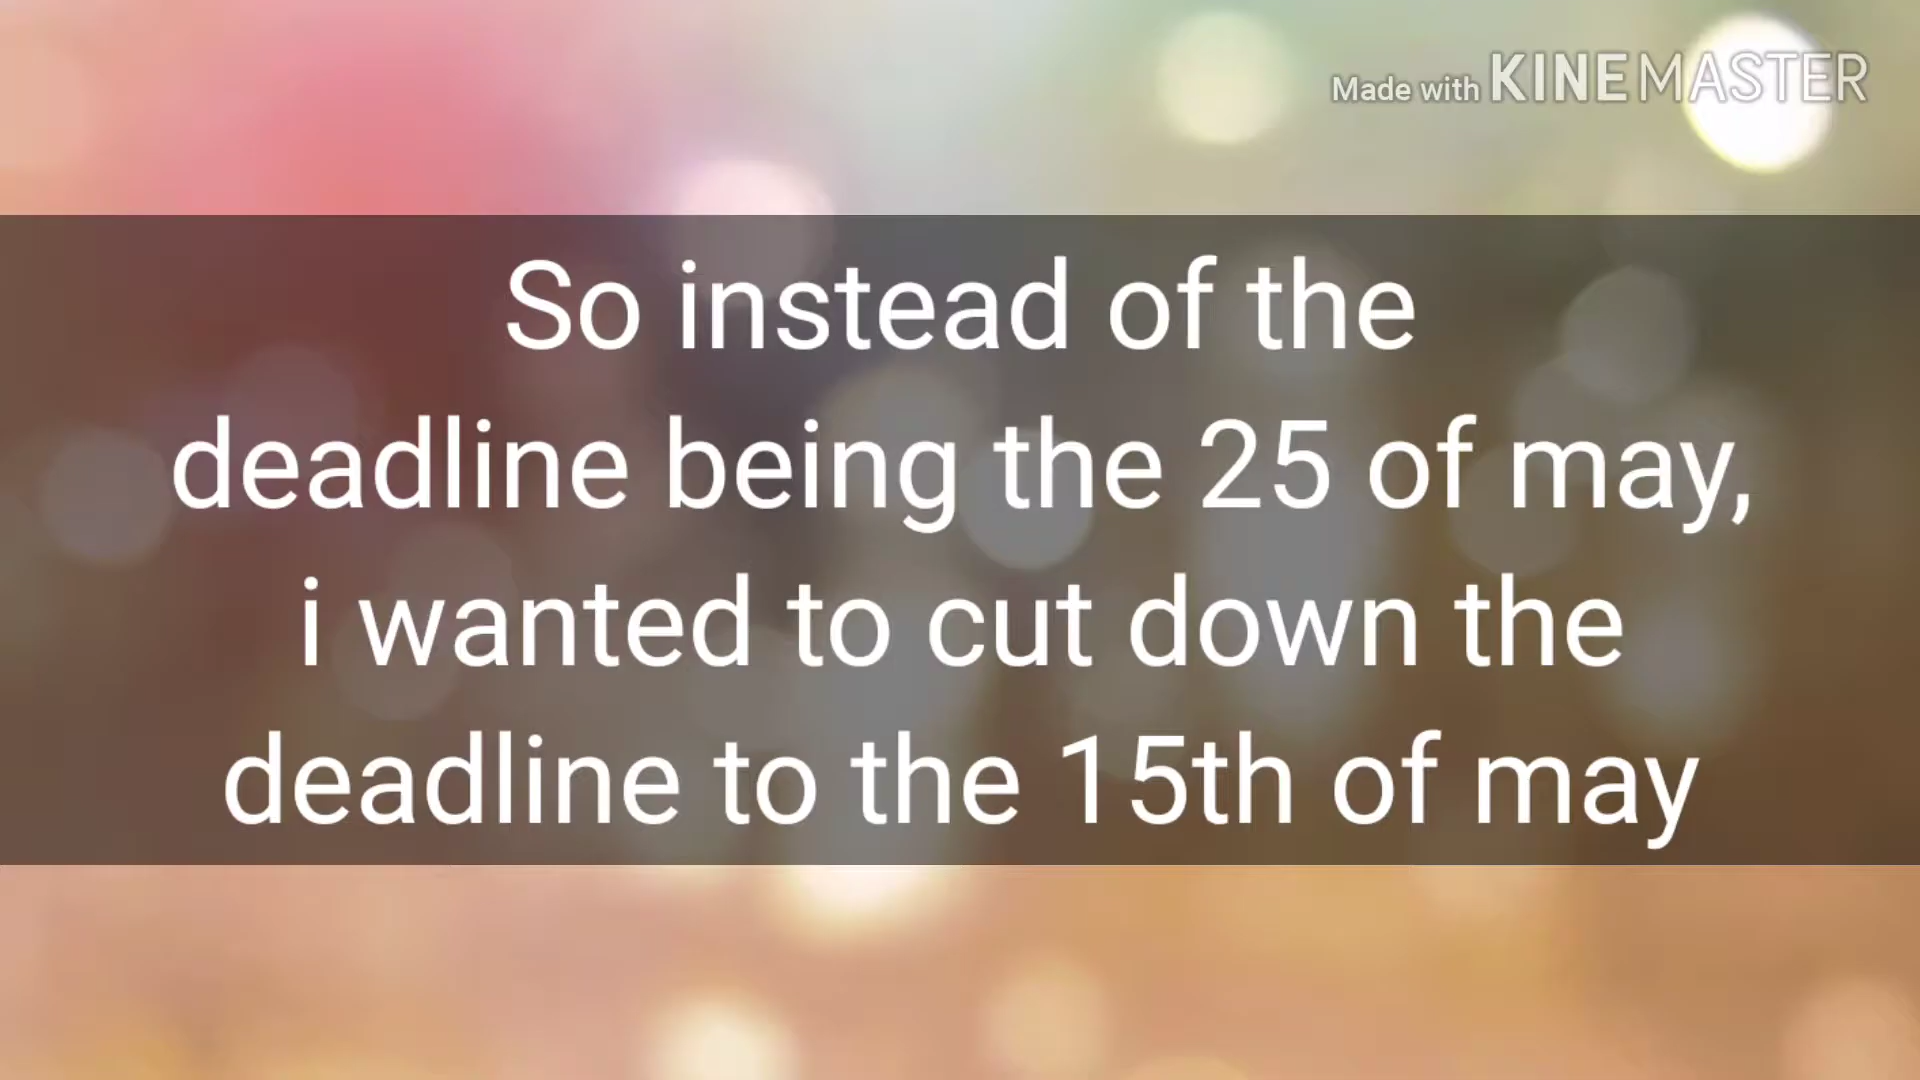 Made with KINEMASTER
So instead of the
deadline being the 25 of may,
i wanted to cut down the
deadline to the 15th of may